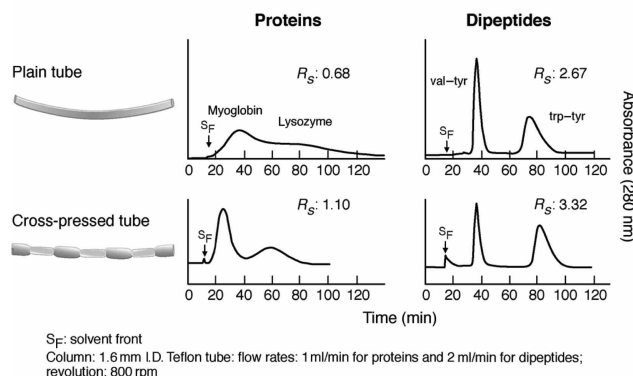 Proteins
Dipeptides
Plain tube
Rs: 0.68
Myoglobin
Lysozyme
SF
0 20 40 60 80 100 120
val–tyr
Rs: 2.67
trp–tyr
SF
0 20 40 60 80 100 120
Absorbance (280 nm)
Cross-pressed tube
Rs: 1.10
SF
0 20 40 60 80 100 120
Rs: 3.32
SF
0 20 40 60 80 100 120
Time (min)
SF: solvent front
Column: 1.6 mm I.D. Teflon tube: flow rates: 1 ml/min for proteins and 2 ml/min for dipeptides;
revolution: 800 rpm